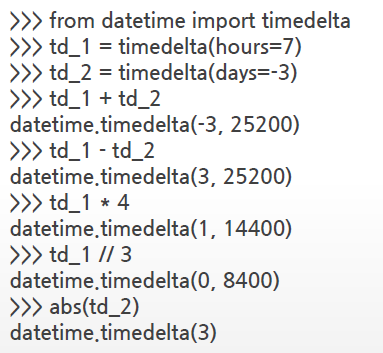 >>> from datetime import timedelta
>>> td_1 = timedelta(hours=7)
>>> td_2 = timedelta(days=-3)
>>> td_1 + td_2
datetime.timedelta(-3, 25200)
>>> td_1 - td_2
datetime.timedelta(3, 25200)
>>> td_1 * 4
datetime.timedelta(1, 14400)
>>> td_1 // 3
datetime.timedelta(0, 8400)
>>> abs(td_2)
datetime.timedelta(3)